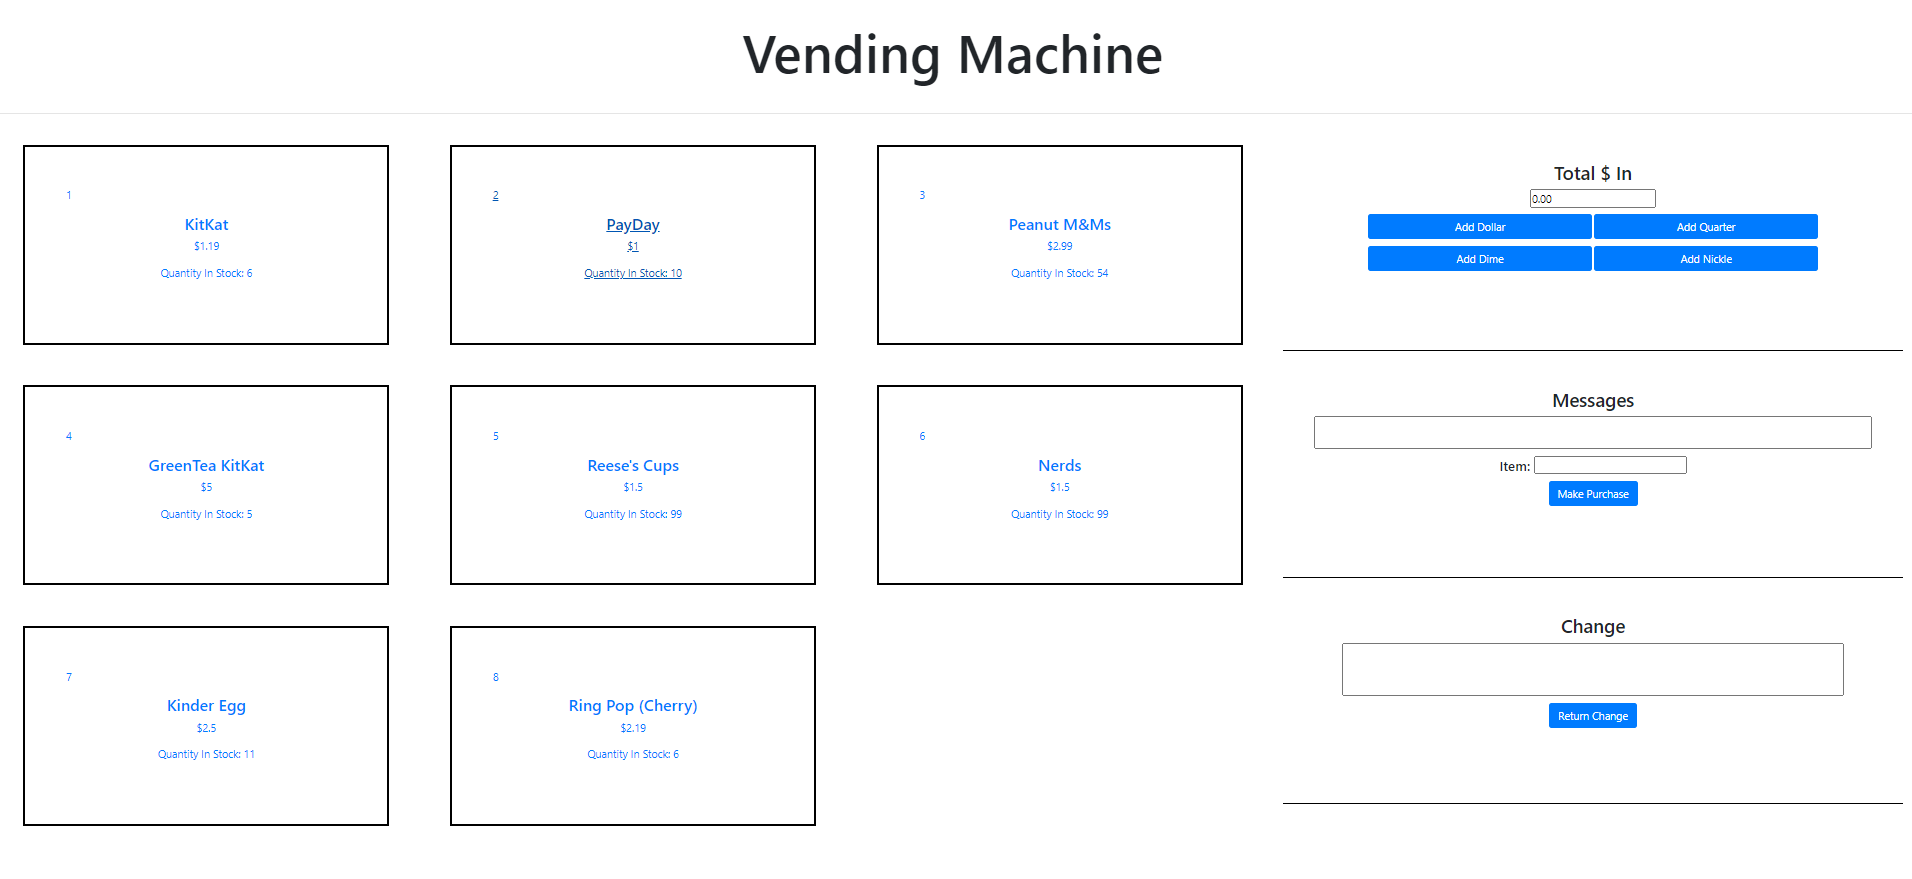 Vending Machine
1
KitKat
$1.19
Quantity In Stock: 6
2
PayDay
$1
Quantity In Stock: 10
3
Peanut M&Ms
$2.99
Quantity In Stock: 54
4
GreenTea KitKat
$5
Quantity In Stock: 5
5
Reese's Cups
$1.5
Quantity In Stock: 99
6
Nerds
$1.5
Quantity In Stock: 99
7
Kinder Egg
$2.5
Quantity In Stock: 11
8
Ring Pop (Cherry)
$2.19
Quantity In Stock: 6
Total $ In
0.00
Add Dollar Add Quarter
Add Dime Add Nickle
Messages
Item:
Make Purchase
Change
Return Change